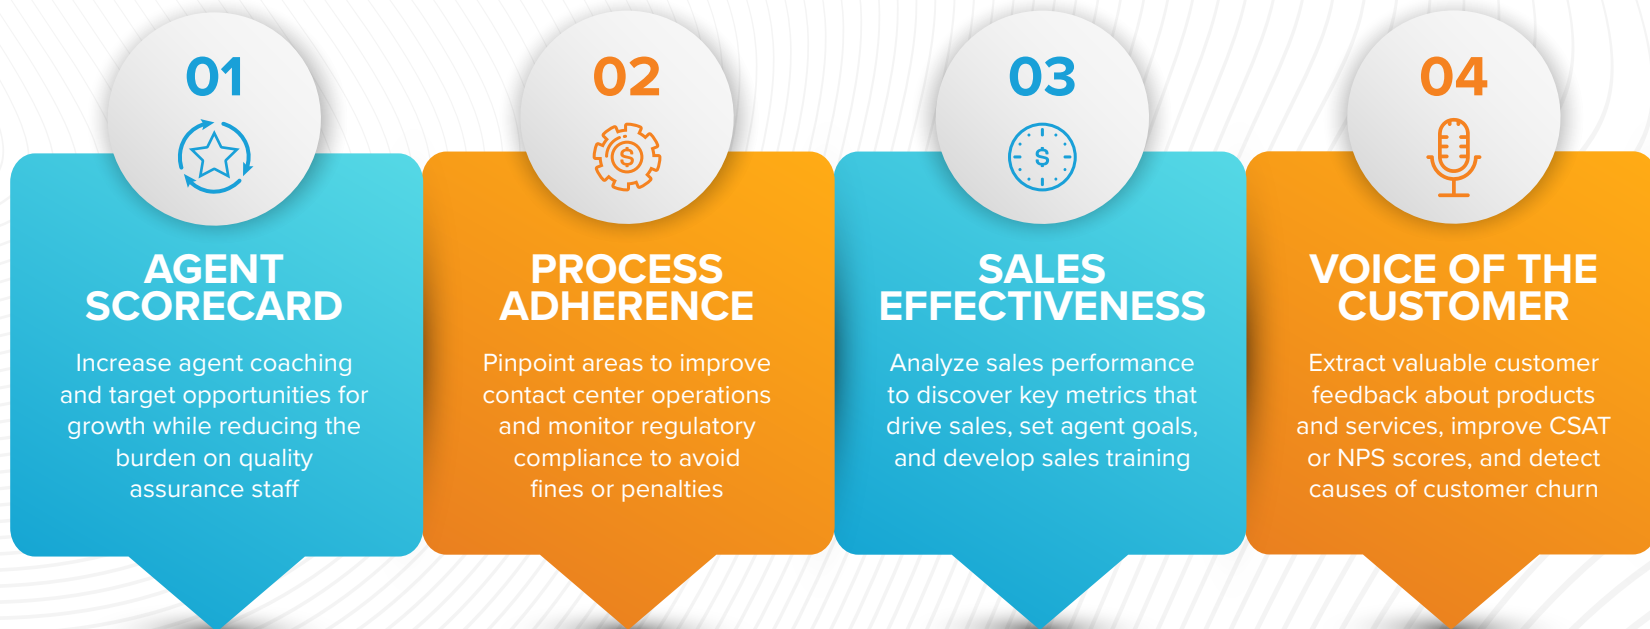 01
AGENT
SCORECARD
Increase agent coaching
and target opportunities for
growth while reducing the
burden on quality
assurance staff
02
$
PROCESS
ADHERENCE
Pinpoint areas to improve
contact center operations
and monitor regulatory
compliance to avoid
fines or penalties
03
$
SALES
EFFECTIVENESS
Analyze sales performance
to discover key metrics that
drive sales, set agent goals,
and develop sales training
04
VOICE OF THE
CUSTOMER
Extract valuable customer
feedback about products
and services, improve CSAT
or NPS scores, and detect
causes of customer churn